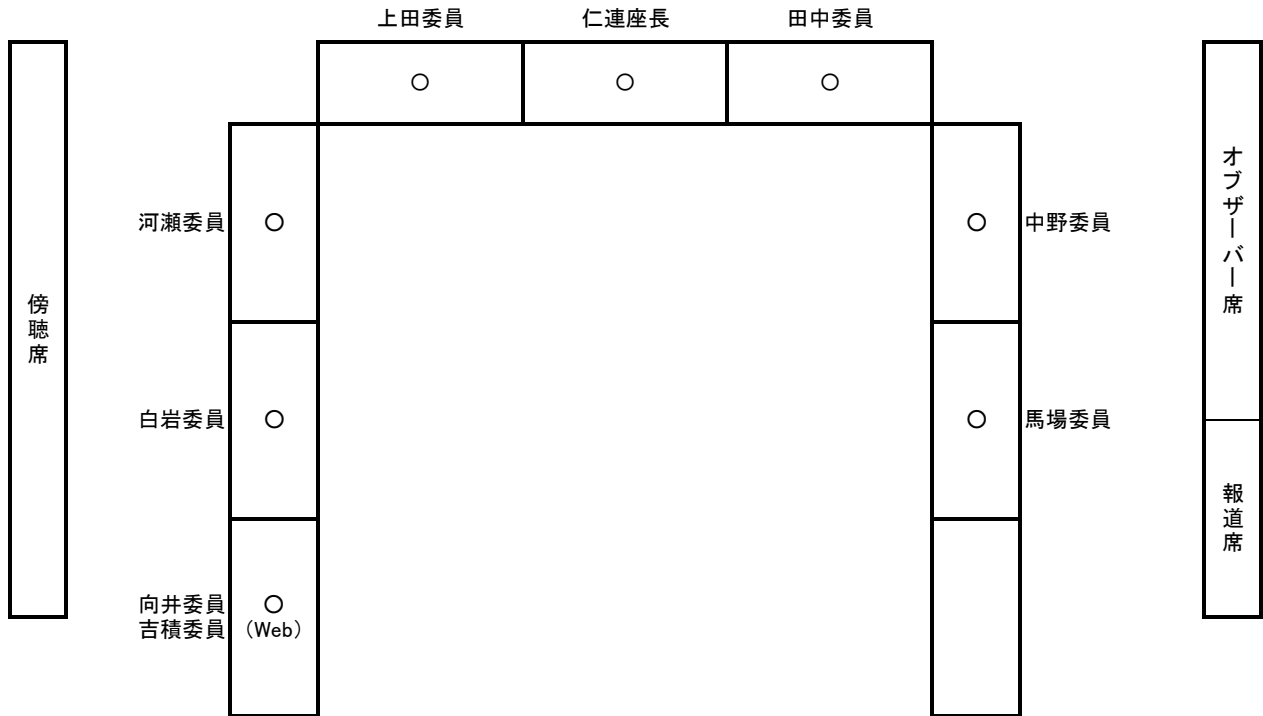 上田委員
仁連座長
田中委員
○
○
○
河瀬委員
○
○
中野委員
白岩委員
○
○
馬場委員
向井委員
○
吉積委員
（Web）
傍聴席
オブザーバー席
報道席